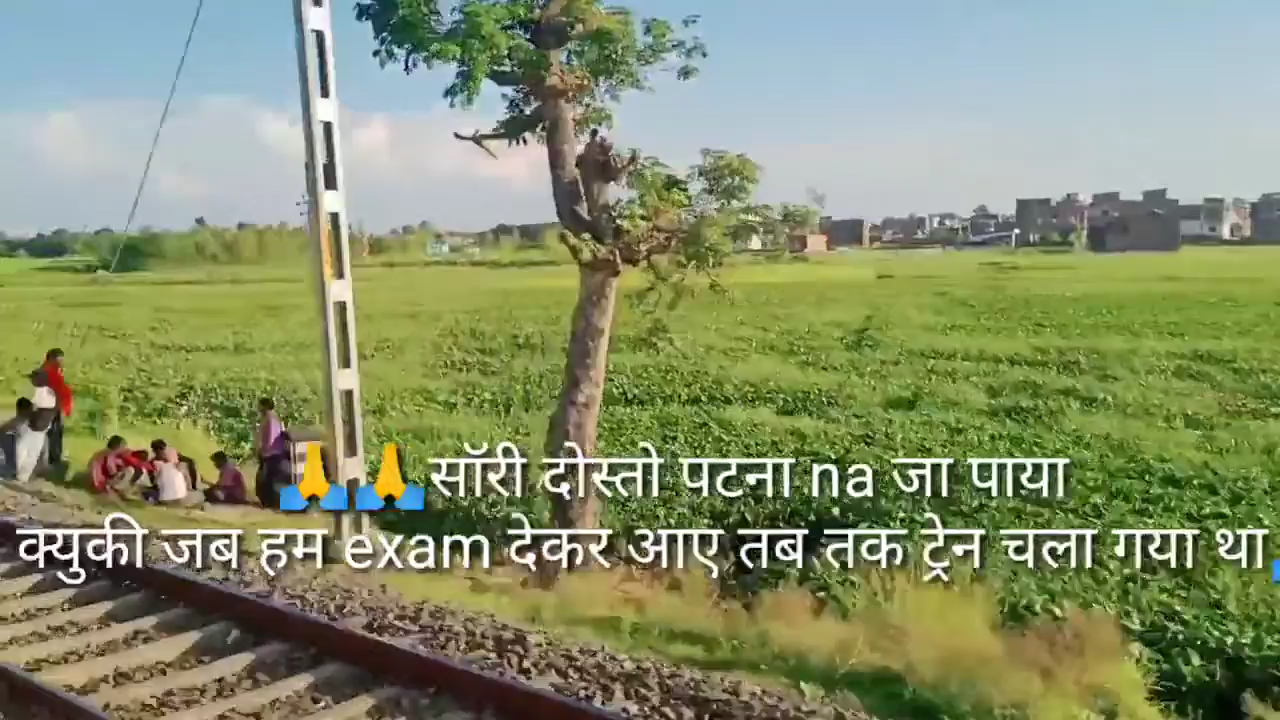 🙏🙏सॉरी दोस्तो पटना na जा पाया
क्युकी जब हम exam देकर आए तब तक ट्रेन चला गया था